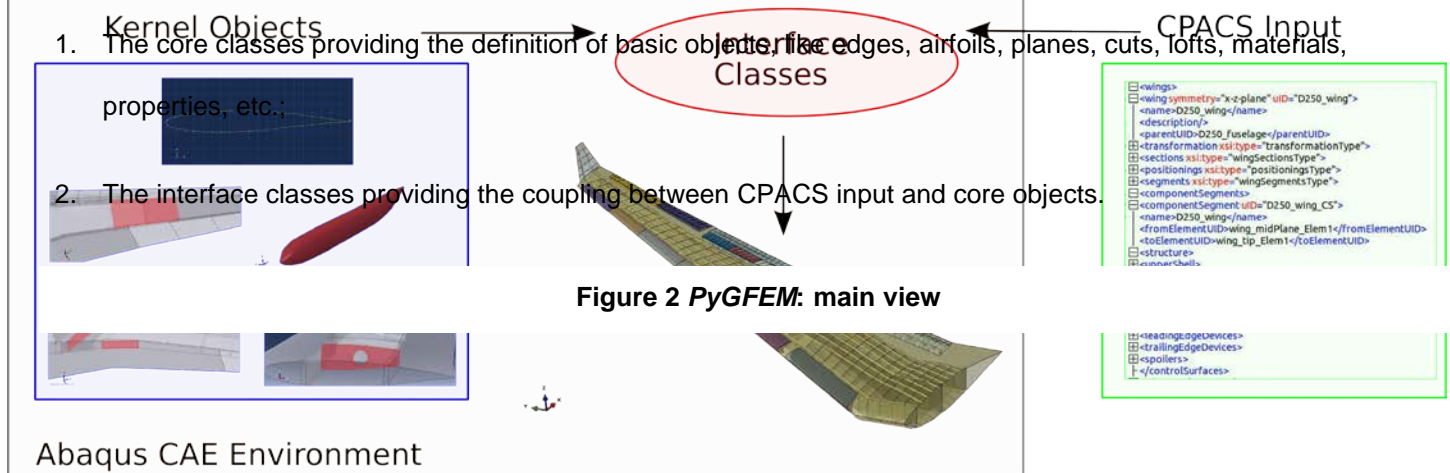 Kernel Objects
CPACS Input
Interface
Classes
1. The core classes providing the definition of basic objects, like edges, airfoils, planes, cuts, lofts, materials,
properties, etc.;
2. The interface classes providing the coupling between CPACS input and core objects.
<wings>
<wing symmetry="x-z-plane" uID="D250_wing">
<name>D250_wing</name>
<description/>
<parentUID>D250_fuselage</parentUID>
<transformation xsi:type="transformationType">
<sections xsi:type="wingSectionsType">
<positionings xsi:type="positioningsType">
<segments xsi:type="wingSegmentsType">
<componentSegments>
<componentSegment uID="D250_wing_CS">
<name>D250_wing</name>
<fromElementUID>wing_midPlane_Elem1</fromElementUID>
<toElementUID>wing_tip_Elem1</toElementUID>
<structure>
<upperShell>
Figure 2 PyGFEM: main view
<leadingEdgeDevices>
<trailingEdgeDevices>
<spoilers>
</controlSurfaces>
Abaqus CAE Environment